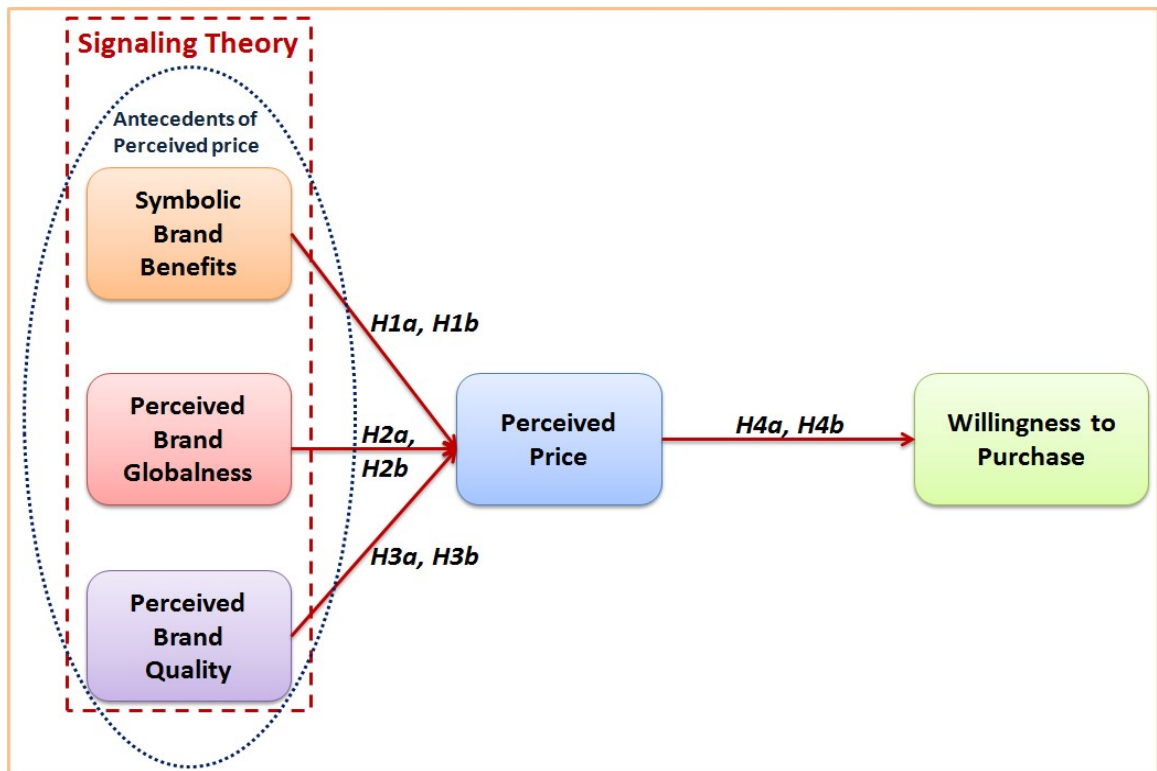 Signaling Theory
Antecedents of
Perceived price
Symbolic
Brand
Benefits
H1a, H1b
Perceived
Brand
Globalness
H2a,
H2b
Perceived
Price
H4a, H4b
Willingness to
Purchase
H3a, H3b
Perceived
Brand
Quality